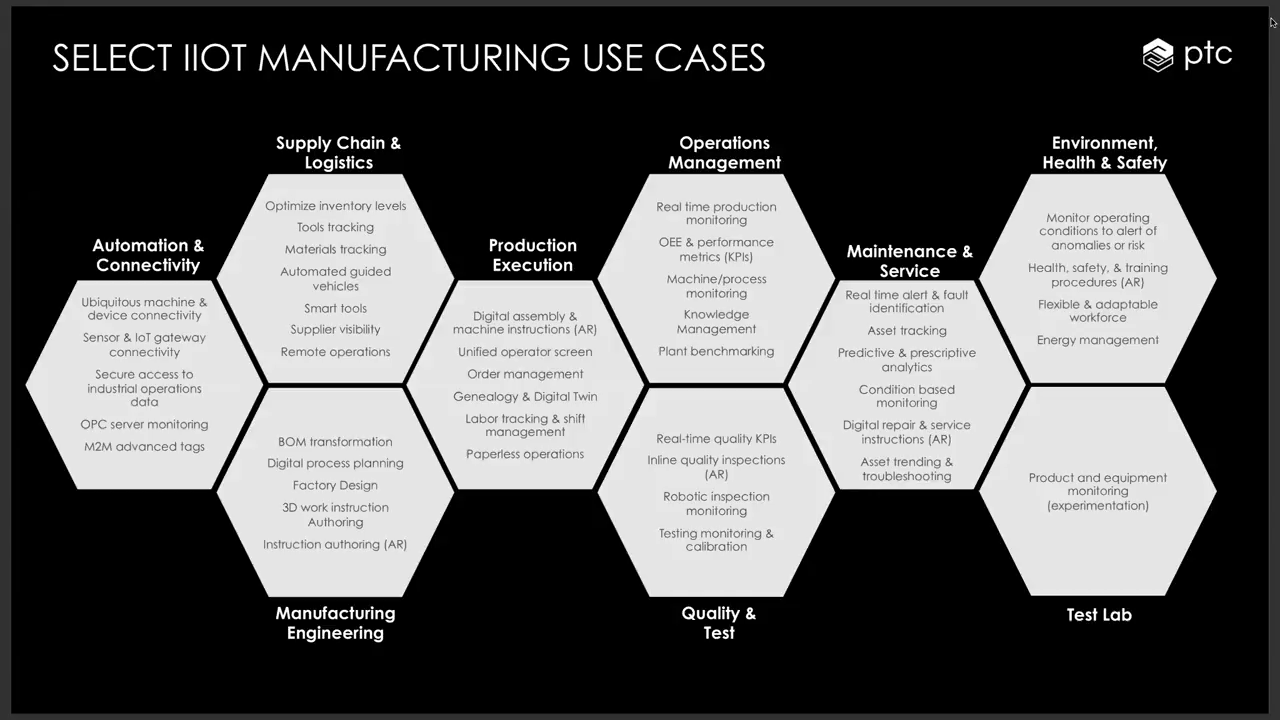 SELECT IIOT MANUFACTURING USE CASES
ptc
Automation &
Connectivity
Ubiquitous machine &
device connectivity
Sensor & IoT gateway
connectivity
Secure access to
industrial operations
data
OPC server monitoring
M2M advanced tags
Supply Chain &
Logistics
Optimize inventory levels
Tools tracking
Materials tracking
Automated guided
vehicles
Smart tools
Supplier visibility
Remote operations
BOM transformation
Digital process planning
Factory Design
3D work instruction
Authoring
Instruction authoring (AR)
Manufacturing
Engineering
Production
Execution
Digital assembly &
machine instructions (AR)
Unified operator screen
Order management
Genealogy & Digital Twin
Labor tracking & shift
management
Paperless operations
Operations
Management
Real time production
monitoring
OEE & performance
metrics (KPIs)
Machine/process
monitoring
Knowledge
Management
Plant benchmarking
Real-time quality KPIs
Inline quality inspections
(AR)
Robotic inspection
monitoring
Testing monitoring &
calibration
Quality &
Test
Maintenance &
Service
Real time alert & fault
identification
Asset tracking
Predictive & prescriptive
analytics
Condition based
monitoring
Digital repair & service
instructions (AR)
Asset trending &
troubleshooting
Environment,
Health & Safety
Monitor operating
conditions to alert of
anomalies or risk
Health, safety, & training
procedures (AR)
Flexible & adaptable
workforce
Energy management
Product and equipment
monitoring
(experimentation)
Test Lab